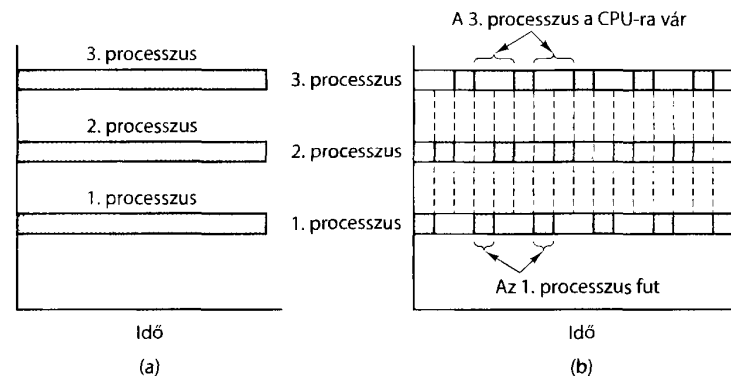 A 3. processzus a CPU-ra vár
3. processzus
3. processzus
2. processzus
2. processzus
1. processzus
1. processzus
Az 1. processzus fut
Idő
Idő
(a)
(b)